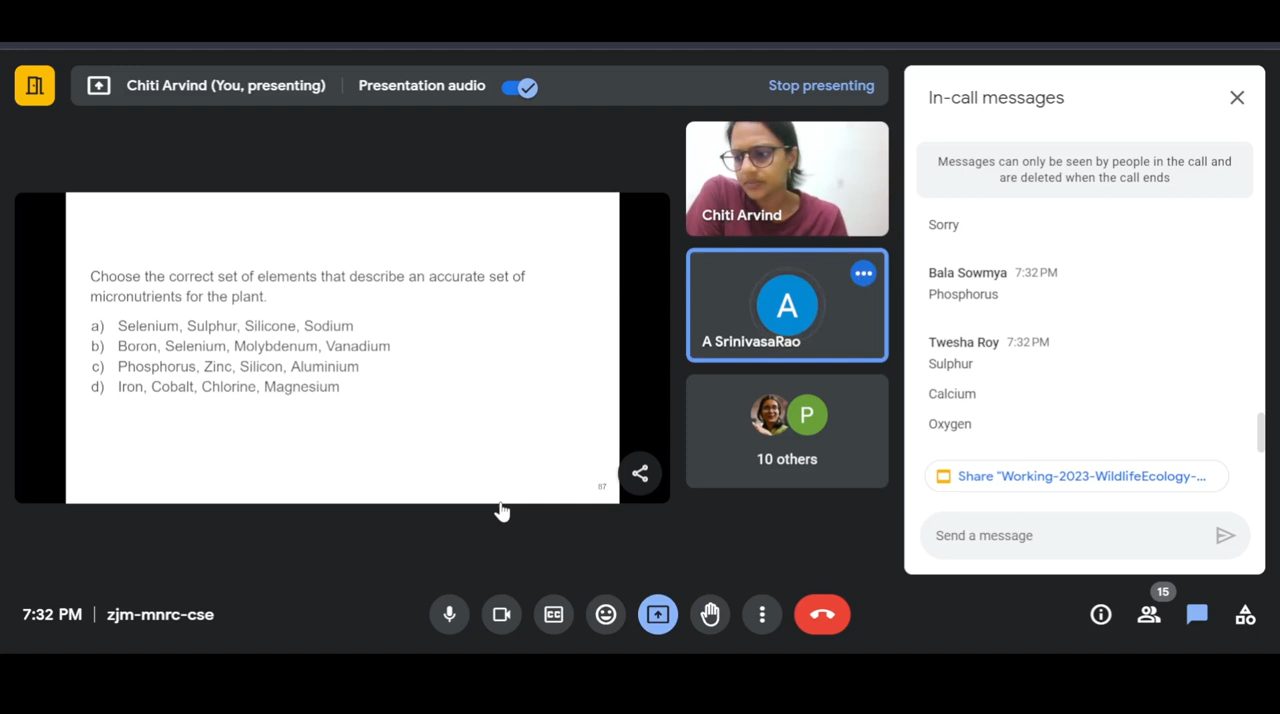 Chiti Arvind (You, presenting)
Presentation audio
Stop presenting
Choose the correct set of elements that describe an accurate set of
micronutrients for the plant.
a) Selenium, Sulphur, Silicone, Sodium
b) Boron, Selenium, Molybdenum, Vanadium
c) Phosphorus, Zinc, Silicon, Aluminium
d) Iron, Cobalt, Chlorine, Magnesium
87
Chiti Arvind
A
A SrinivasaRao
P
10 others
In-call messages
Messages can only be seen by people in the call and
are deleted when the call ends
Sorry
Bala Sowmya 7:32 PM
Phosphorus
Twesha Roy 7:32 PM
Sulphur
Calcium
Oxygen
Share "Working-2023-WildlifeEcology-...
Send a message
7:32 PM | zjm-mnrc-cse
CC
15